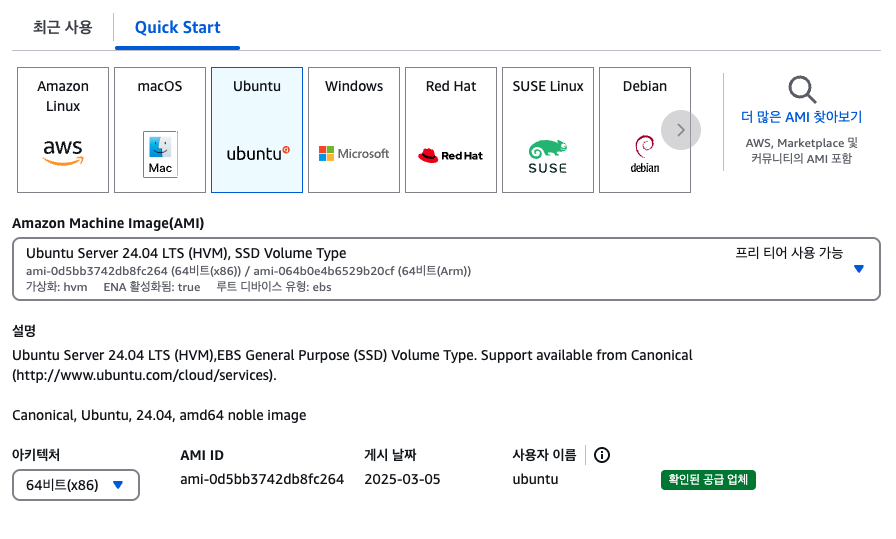 최근 사용
Quick Start
Amazon Linux
aws
macOS
Mac
Ubuntu
ubuntu
Windows
Microsoft
Red Hat
Red Hat
SUSE Linux
SUSE
Debian
debian
더 많은 AMI 찾아보기
AWS, Marketplace 및
커뮤니티의 AMI 포함
Amazon Machine Image(AMI)
Ubuntu Server 24.04 LTS (HVM), SSD Volume Type
프리 티어 사용 가능
ami-0d5bb3742db8fc264 (64비트(x86)) / ami-064b0e4b6529b20cf (64비트(Arm))
가상화: hvm ENA 활성화됨: true 루트 디바이스 유형: ebs
설명
Ubuntu Server 24.04 LTS (HVM),EBS General Purpose (SSD) Volume Type. Support available from Canonical
(http://www.ubuntu.com/cloud/services).
Canonical, Ubuntu, 24.04, amd64 noble image
아키텍처
64비트(x86)
AMI ID
ami-0d5bb3742db8fc264
게시 날짜
2025-03-05
사용자 이름
ubuntu
확인된 공급 업체